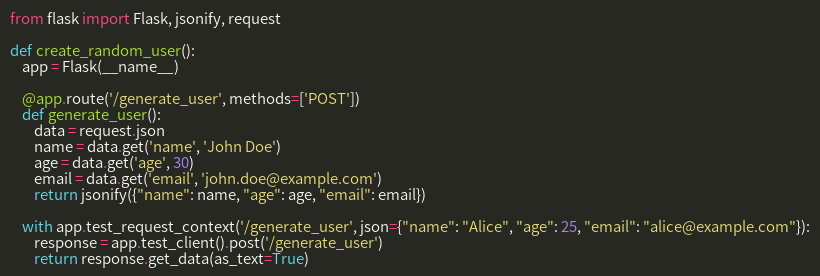 from flask import Flask, jsonify, request

def create_random_user():
    app = Flask(__name__)

    @app.route('/generate_user', methods=['POST'])
    def generate_user():
        data = request.json
        name = data.get('name', 'John Doe')
        age = data.get('age', 30)
        email = data.get('email', 'john.doe@example.com')
        return jsonify({"name": name, "age": age, "email": email})

    with app.test_request_context('/generate_user', json={"name": "Alice", "age": 25, "email": "alice@example.com"}):
        response = app.test_client().post('/generate_user')
        return response.get_data(as_text=True)